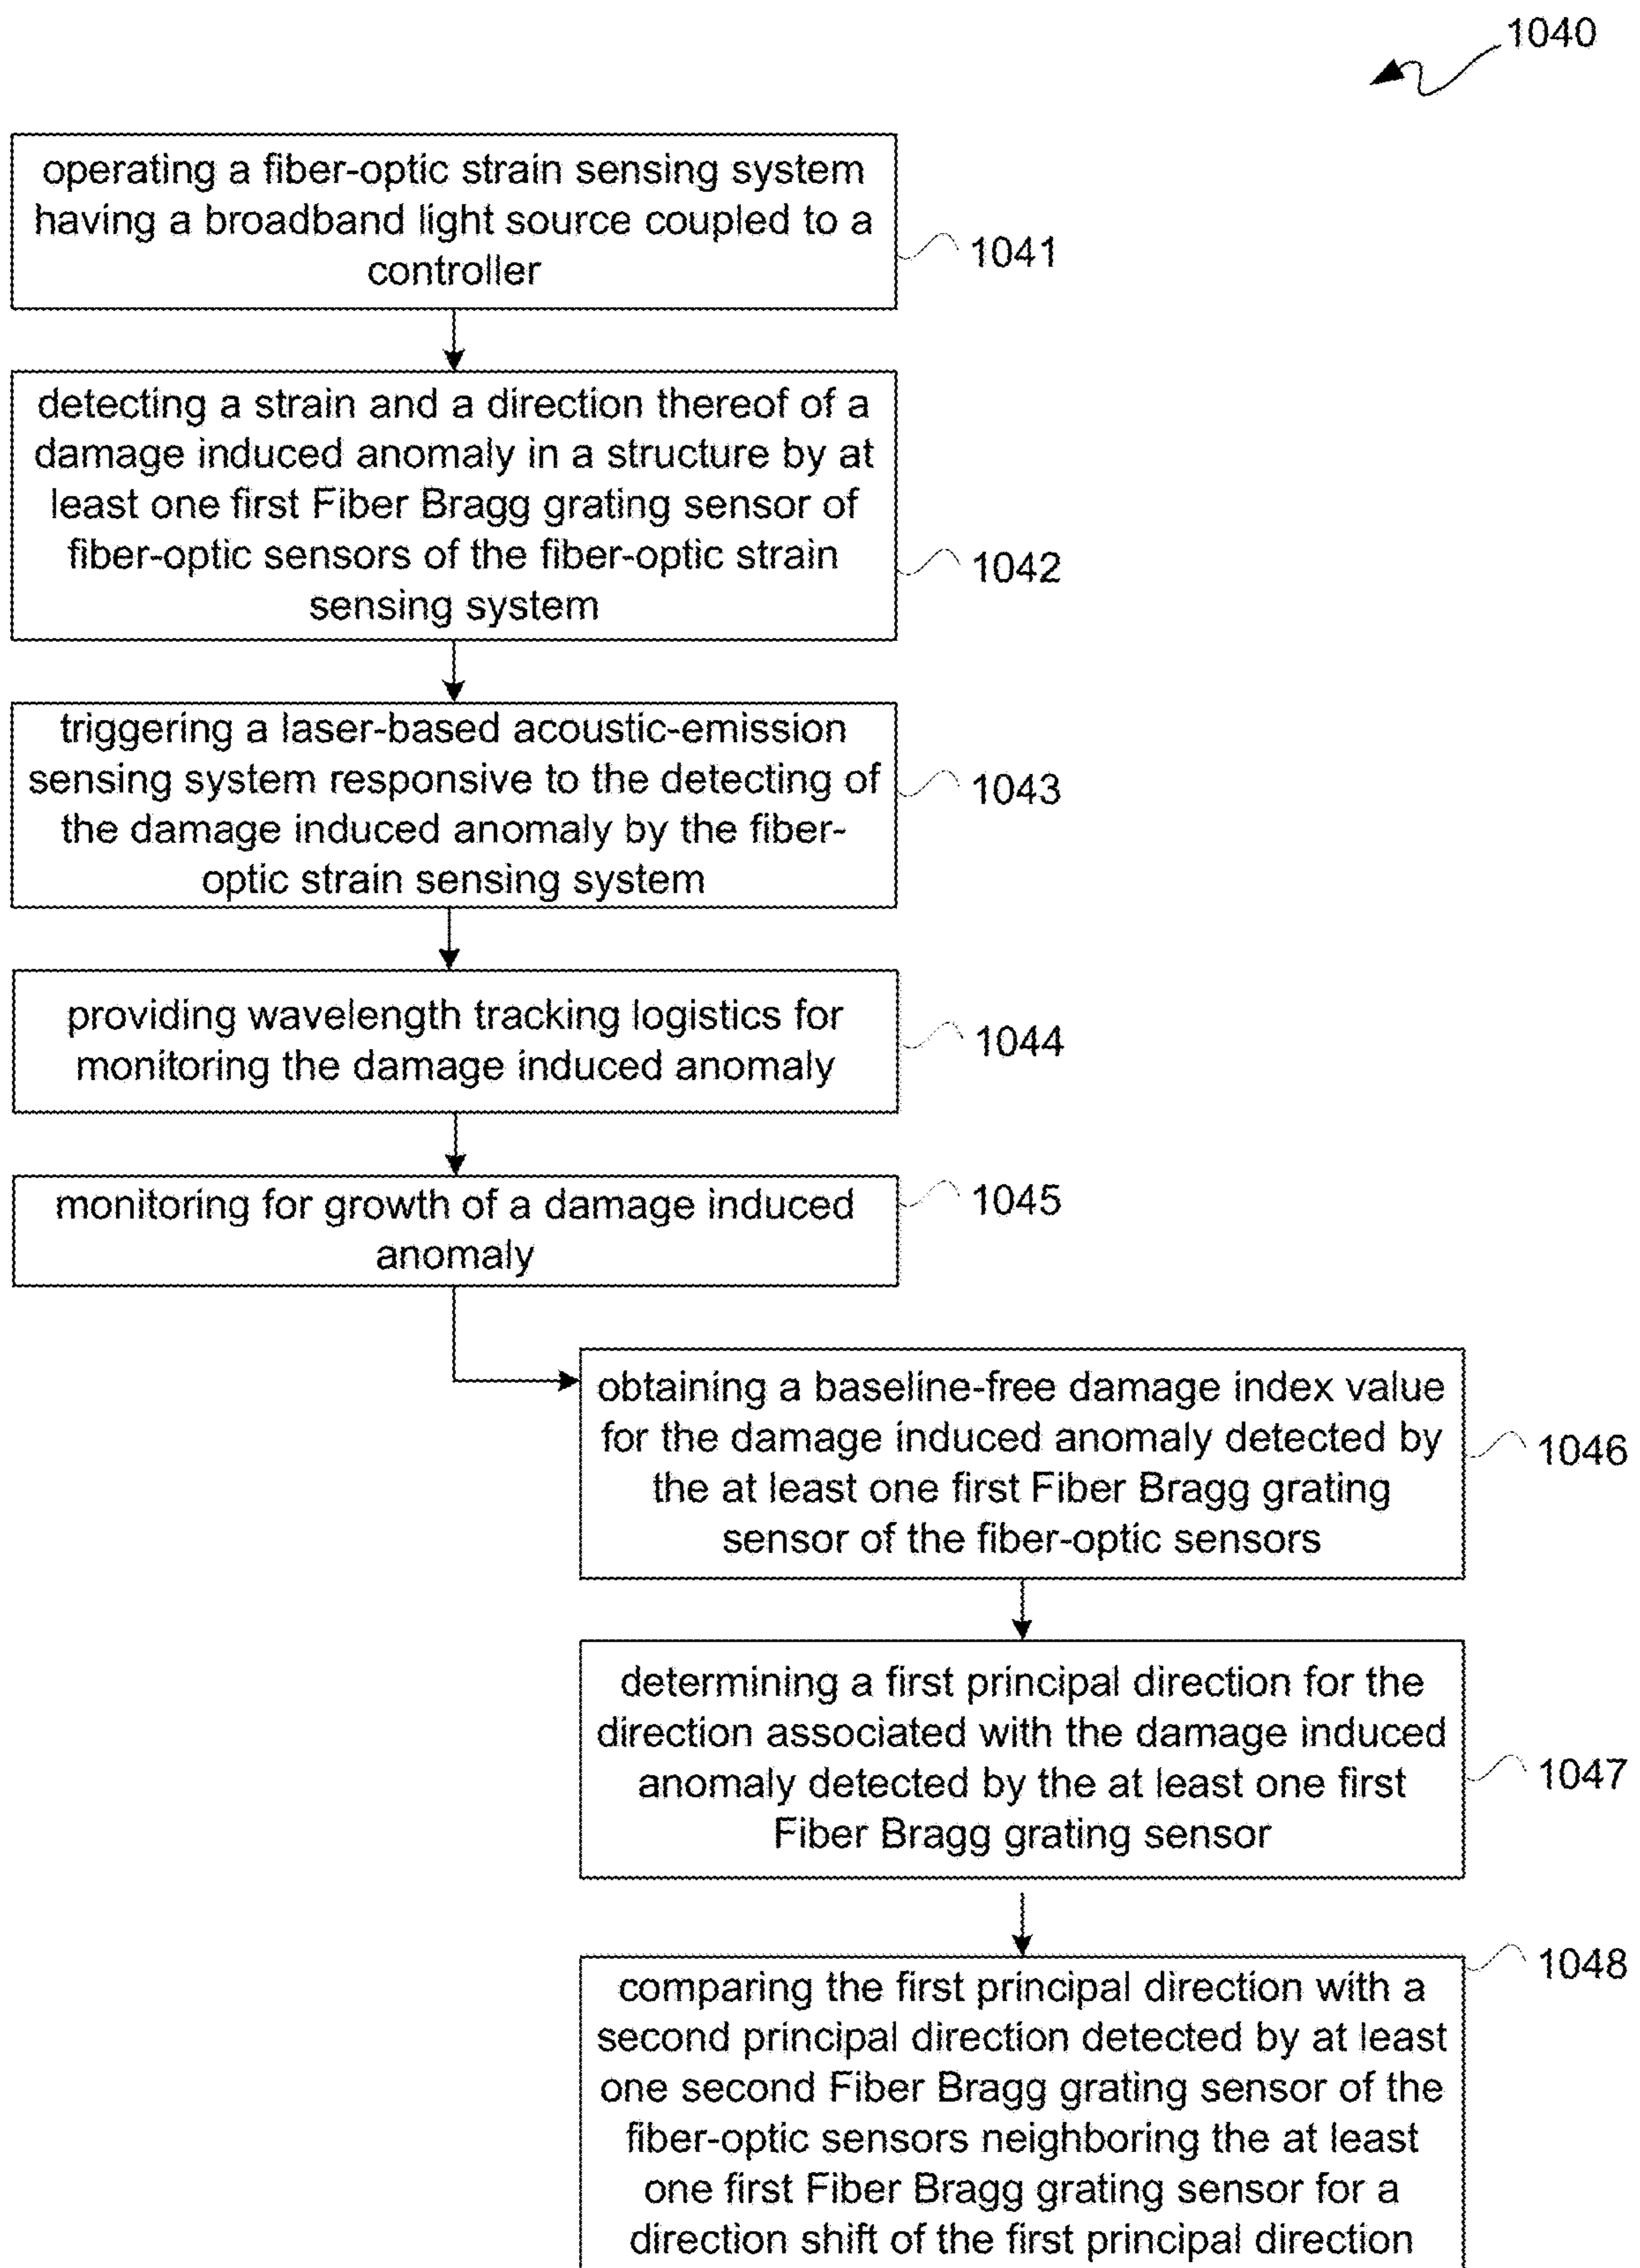 1040
operating a fiber-optic strain sensing system
having a broadband light source coupled to a
controller
1041
detecting a strain and a direction thereof of a
damage induced anomaly in a structure by at
least one first Fiber Bragg grating sensor of
fiber-optic sensors of the fiber-optic strain
sensing system
1042
triggering a laser-based acoustic-emission
sensing system responsive to the detecting of
the damage induced anomaly by the fiber-
optic strain sensing system
1043
providing wavelength tracking logistics for
monitoring the damage induced anomaly
1044
monitoring for growth of a damage induced
anomaly
1045
obtaining a baseline-free damage index value
for the damage induced anomaly detected by
the at least one first Fiber Bragg grating
sensor of the fiber-optic sensors
1046
determining a first principal direction for the
direction associated with the damage induced
anomaly detected by the at least one first
Fiber Bragg grating sensor
1047
comparing the first principal direction with a
second principal direction detected by at least
one second Fiber Bragg grating sensor of the
fiber-optic sensors neighboring the at least
one first Fiber Bragg grating sensor for a
direction shift of the first principal direction
1048